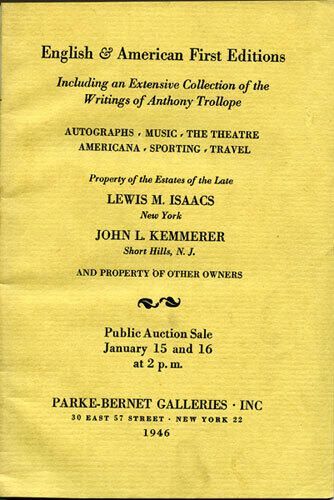 English & American First Editions
Including an Extensive Collection of the
Writings of Anthony Trollope
AUTOGRAPHS · MUSIC · THE THEATRE
AMERICANA · SPORTING · TRAVEL
Property of the Estates of the Late
LEWIS M. ISAACS
New York
JOHN L. KEMMERER
Short Hills, N. J.
AND PROPERTY OF OTHER OWNERS
Public Auction Sale
January 15 and 16
at 2 p. m.
PARKE-BERNET GALLERIES · INC
30 EAST 57 STREET · NEW YORK 22
1946